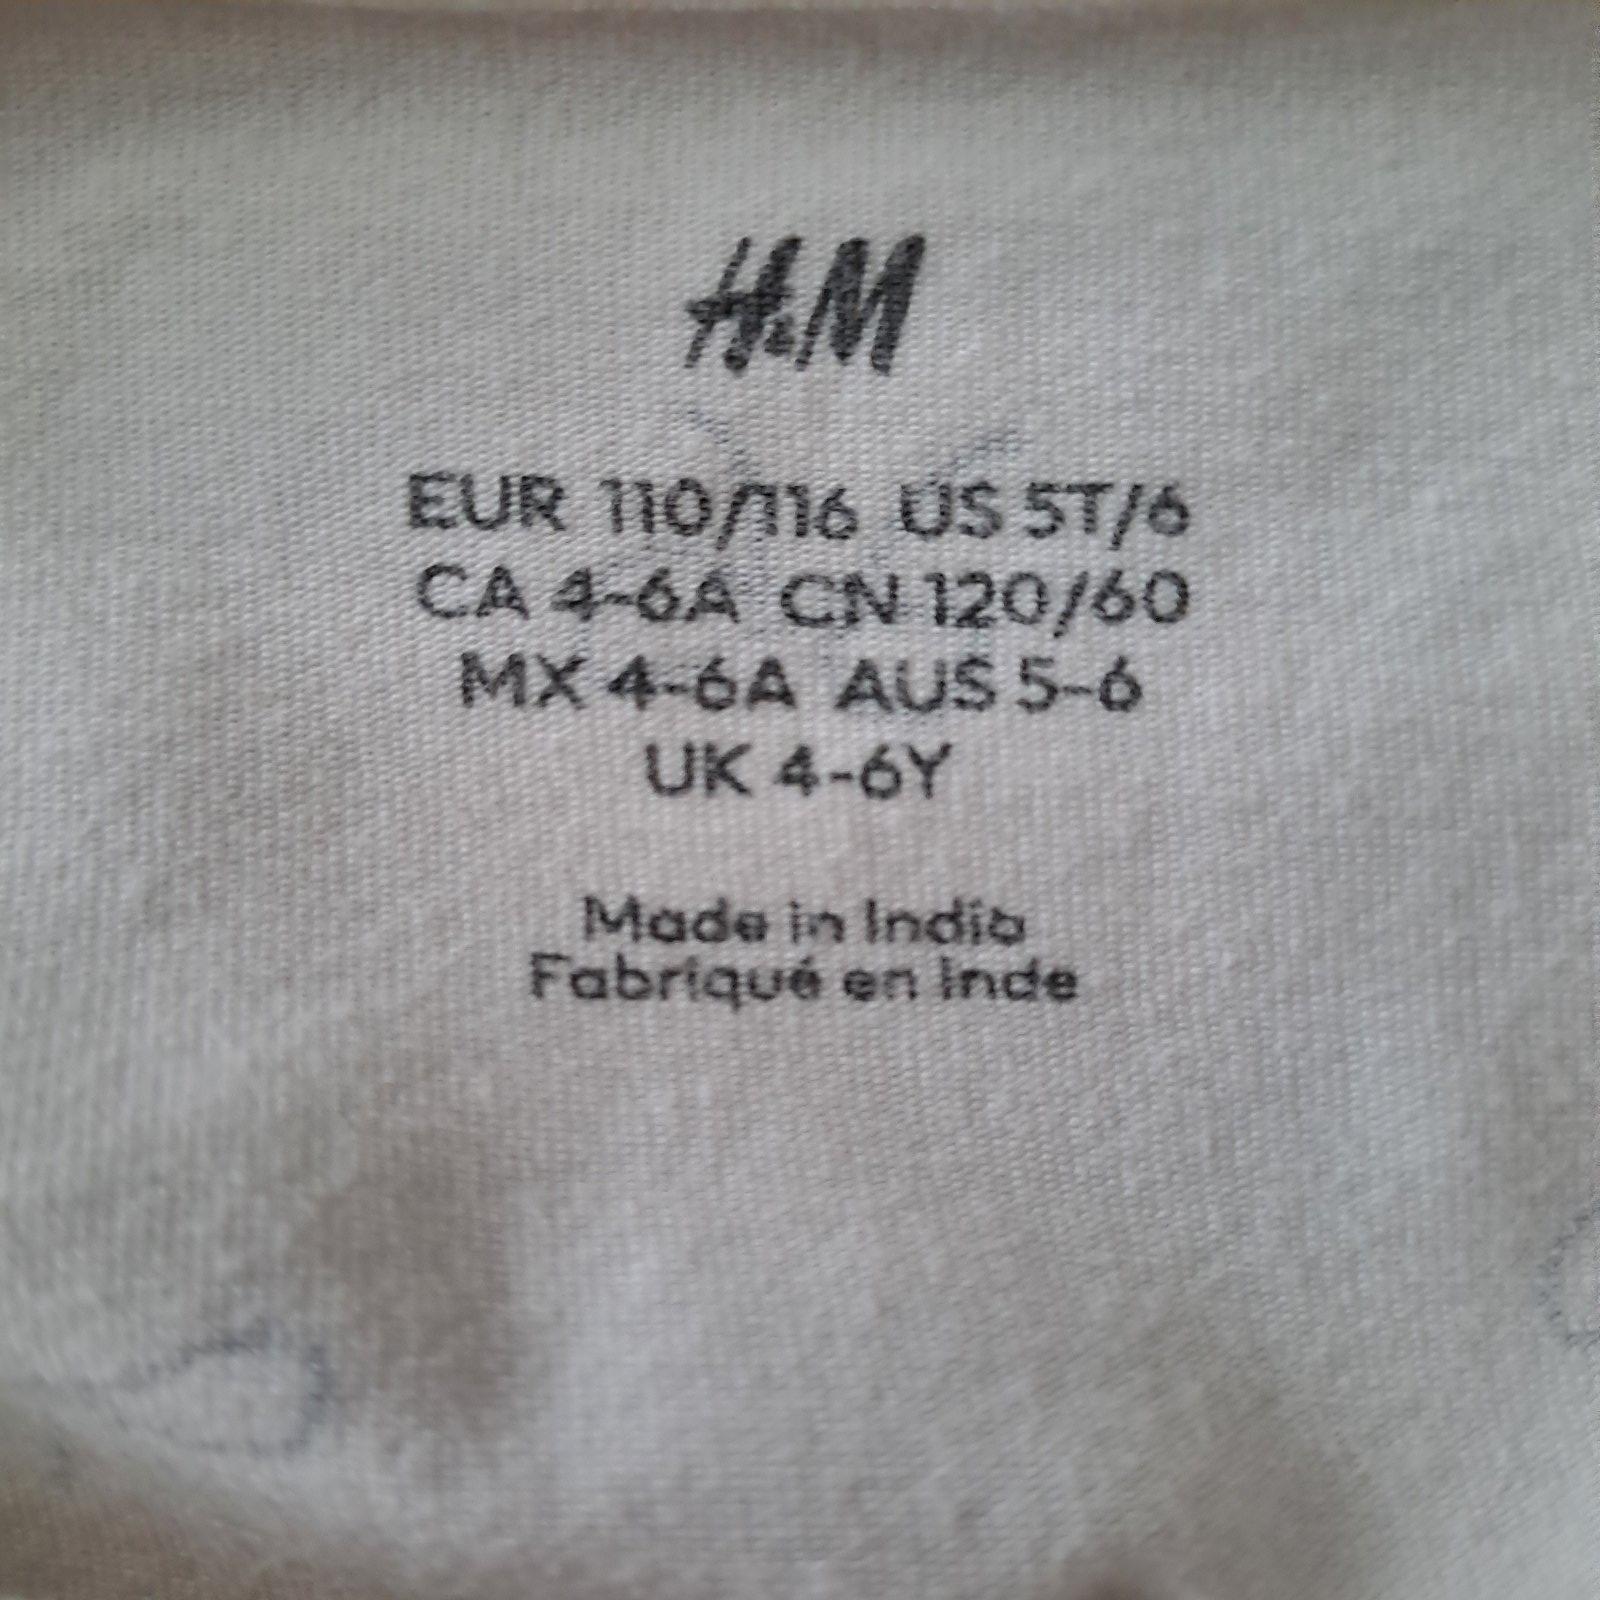 H&M
EUR 110/116 US 5T/6
CA 4-6A CN 120/60
MX 4-6A AUS 5-6
UK 4-6Y
Made in India
Fabriqué en Inde